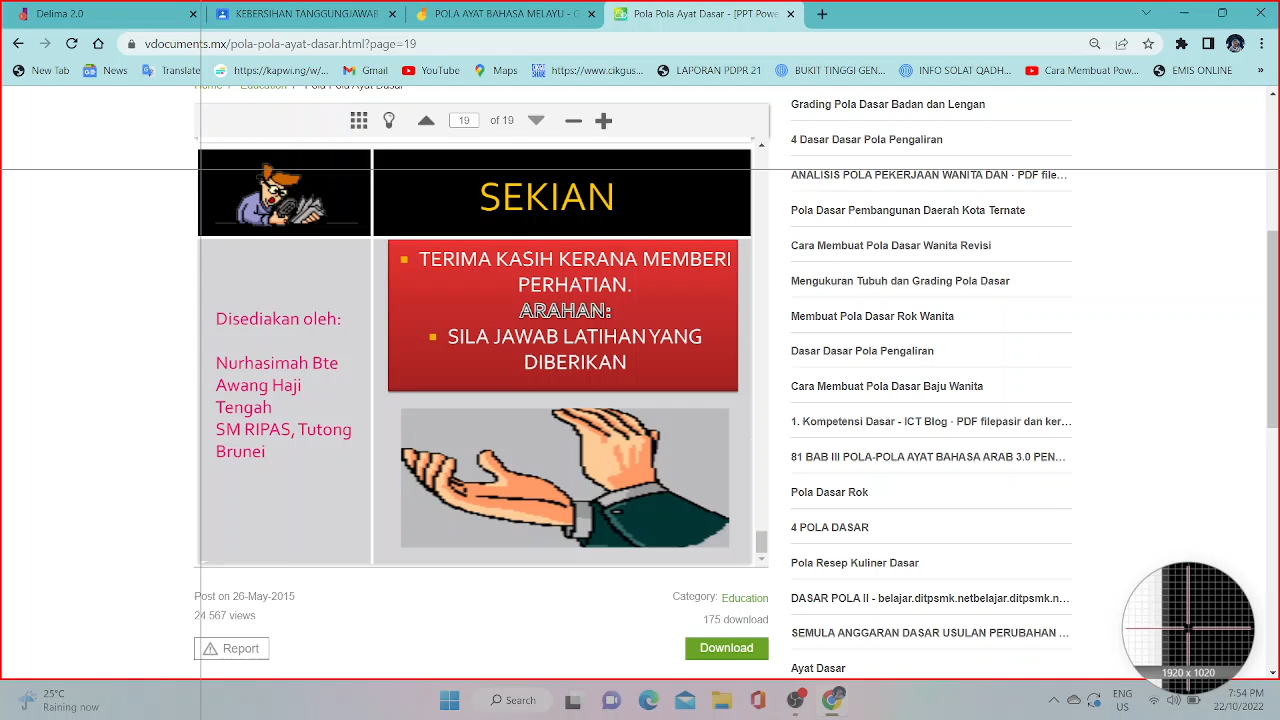 Delima 2.0
KEBERSIHAN TANGGUNGJAWAB
POLA AYAT BAHASA MELAYU - G
Pola Pola Ayat Dasar - [PPT Powe
vdocuments.mx/pola-pola-ayat-dasar.html?page=19
New Tab
News
Translate
https://kapwing/w...
Gmail
YouTube
Maps
https://www.cikgus...
LAPORAN PDPR 21
BUKIT TINGGI GEN...
INFO SOLAT QADH...
Cara Membuat Pow...
EMIS ONLINE
»
Home / Education / Pola Pola Ayat Dasar
19 of 19
SEKIAN
TERIMA KASIH KERANA MEMBERI
PERHATIAN.
ARAHAN:
SILA JAWAB LATIHAN YANG
DIBERIKAN
Disediakan oleh:
Nurhasimah Bte
Awang Haji
Tengah
SM RIPAS, Tutong
Brunei
Post on 26-May-2015
24 567 views
Category: Education
175 download
Report
Download
Grading Pola Dasar Badan dan Lengan
4 Dasar Dasar Pola Pengaliran
ANALISIS POLA PEKERJAAN WANITA DAN · PDF file...
Pola Dasar Pembangunan Daerah Kota Ternate
Cara Membuat Pola Dasar Wanita Revisi
Mengukuran Tubuh dan Grading Pola Dasar
Membuat Pola Dasar Rok Wanita
Dasar Dasar Pola Pengaliran
Cara Membuat Pola Dasar Baju Wanita
1. Kompetensi Dasar - ICT Blog · PDF filepasir dan ker...
81 BAB III POLA-POLA AYAT BAHASA ARAB 3.0 PEN...
Pola Dasar Rok
4 POLA DASAR
Pola Resep Kuliner Dasar
DASAR POLA II - belajar.ditpsmk.netbelajar.ditpsmk.n...
SEMULA ANGGARAN DASAR USULAN PERUBAHAN ...
Ayat Dasar
1920 x 1020
25°C
Raining now
Search
ENG
US
7:54 PM
22/10/2022